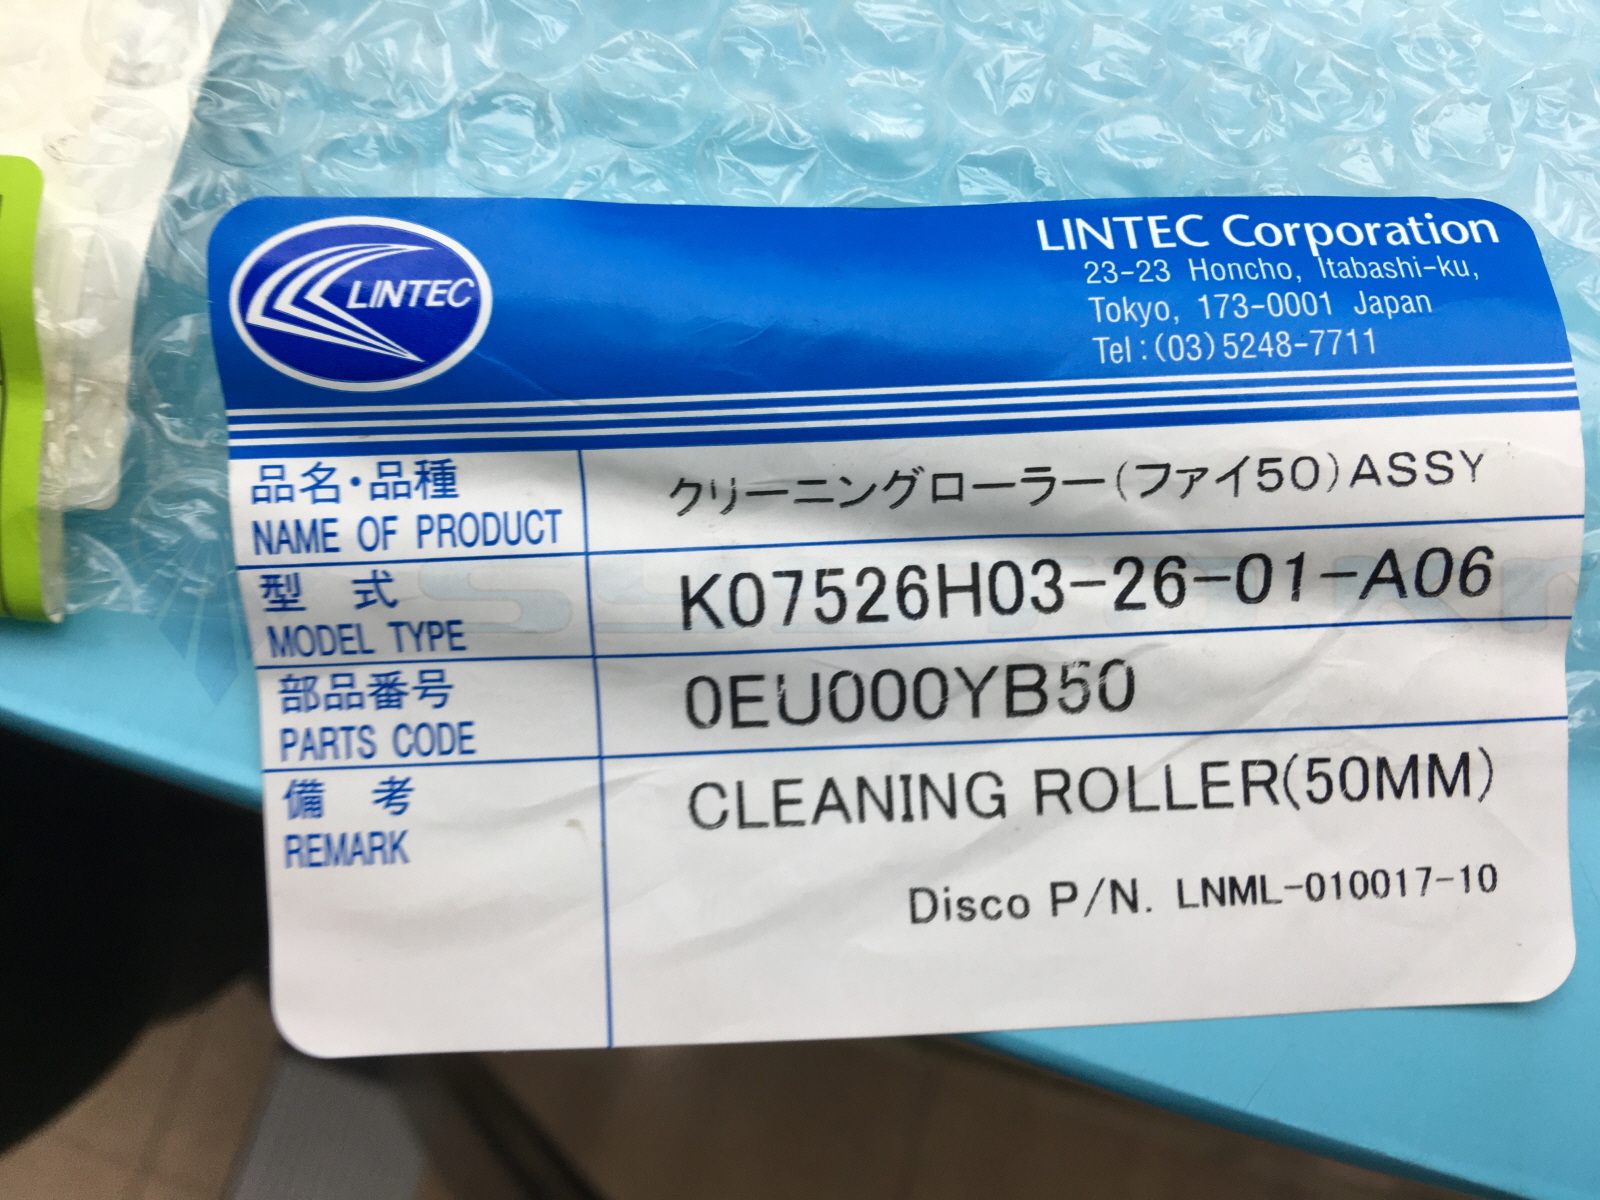 LINTEC
LINTEC Corporation
23-23 Honcho, Itabashi-ku,
Tokyo, 173-0001 Japan
Tel:(03)5248-7711
品名・品種
NAME OF PRODUCT
クリーニングローラー(ファイ50)ASSY
型 式
MODEL TYPE
K07526H03-26-01-A06
部品番号
PARTS CODE
0EU000YB50
備 考
REMARK
CLEANING ROLLER(50MM)
Disco P/N. LNML-010017-10